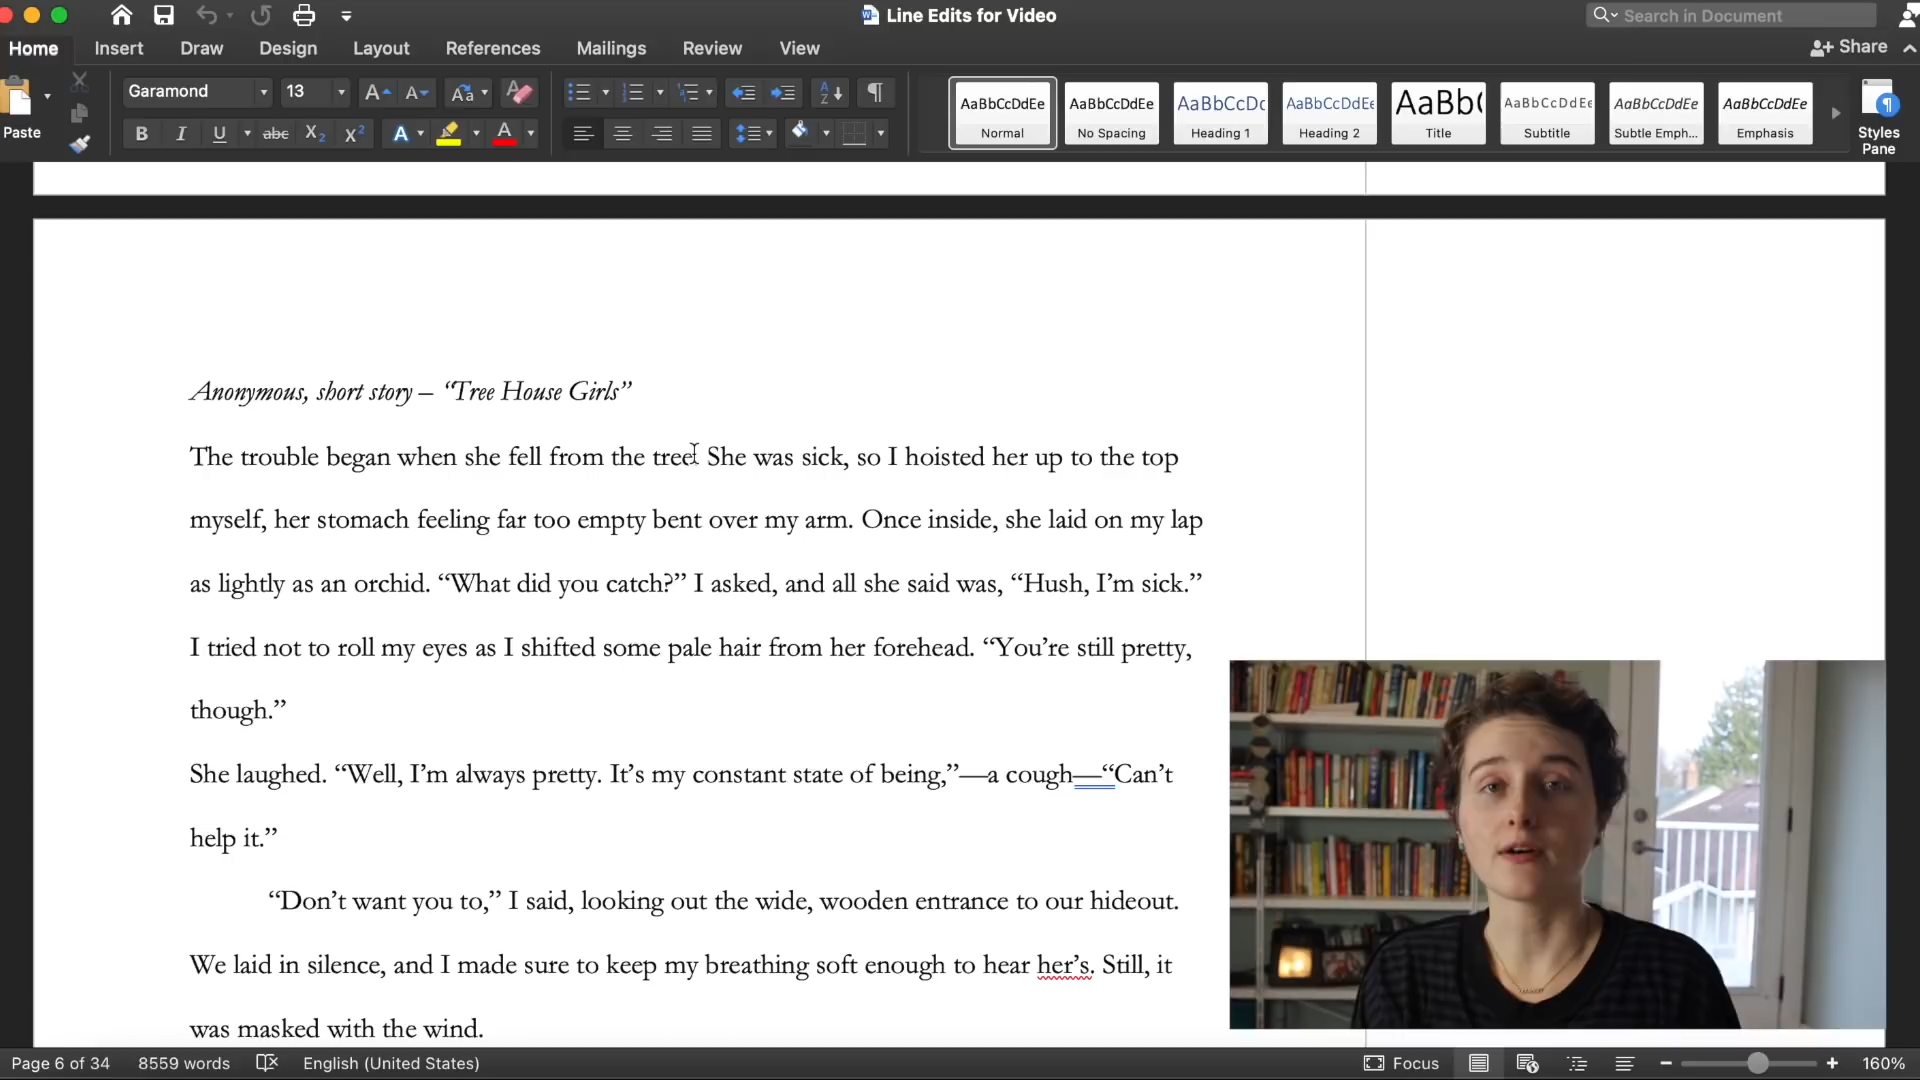 Line Edits for Video
Search in Document
Home Insert Draw Design Layout References Mailings Review View
Share
Paste
Garamond 13
AaBbCcDdEe AaBbCcDdEe AaBbCcDc AaBbCcDdEe AaBb( AaBbCcDdEe AaBbCcDdEe AaBbCcDdEe
Normal No Spacing Heading 1 Heading 2 Title Subtitle Subtle Emph... Emphasis
Styles
Pane
Anonymous, short story – “Tree House Girls”
The trouble began when she fell from the tree. She was sick, so I hoisted her up to the top
myself, her stomach feeling far too empty bent over my arm. Once inside, she laid on my lap
as lightly as an orchid. “What did you catch?” I asked, and all she said was, “Hush, I’m sick.”
I tried not to roll my eyes as I shifted some pale hair from her forehead. “You’re still pretty,
though.”
She laughed. “Well, I’m always pretty. It’s my constant state of being,”—a cough—“Can’t
help it.”
“Don’t want you to,” I said, looking out the wide, wooden entrance to our hideout.
We laid in silence, and I made sure to keep my breathing soft enough to hear her’s. Still, it
was masked with the wind.
Page 6 of 34 8559 words English (United States) Focus 160%